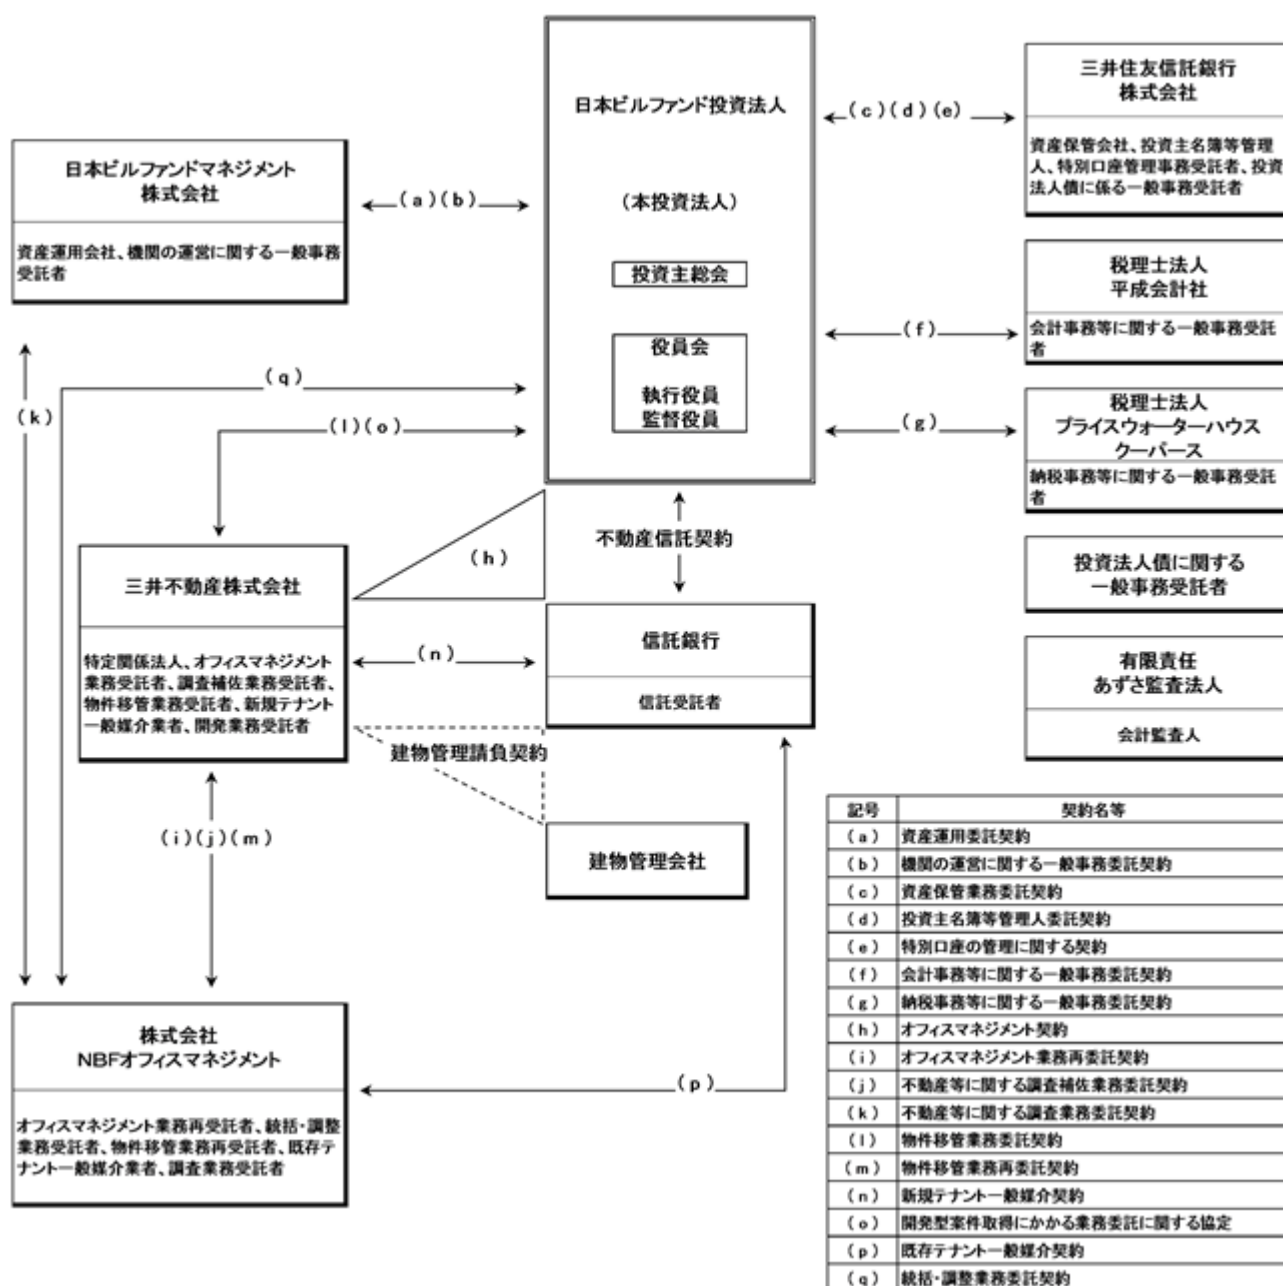 日本ビルファンド投資法人
(本投資法人)
投資主総会
役員会
執行役員
監督役員
日本ビルファンドマネジメント
株式会社
資産運用会社、機関の運営に関する一般事務
受託者
(a)(b)
(c)(d)(e)
三井住友信託銀行
株式会社
資産保管会社、投資主名簿等管理
人、特別口座管理事務受託者、投資
法人債に係る一般事務受託者
(f)
税理士法人
平成会計社
会計事務等に関する一般事務受託
者
(g)
税理士法人
プライスウォーターハウス
クーパース
納税事務等に関する一般事務受託
者
投資法人債に関する
一般事務受託者
有限責任
あずさ監査法人
会計監査人
(k)
(q)
(l)(o)
(h)
不動産信託契約
三井不動産株式会社
特定関係法人、オフィスマネジメント
業務受託者、調査補佐業務受託者、
物件移管業務受託者、新規テナント
一般媒介業者、開発業務受託者
(n)
信託銀行
信託受託者
建物管理請負契約
建物管理会社
(i)(j)(m)
(p)
株式会社
NBFオフィスマネジメント
オフィスマネジメント業務再受託者、統括・調整
業務受託者、物件移管業務再受託者、既存テ
ナント一般媒介業者、調査業務受託者
記号 契約名等
(a) 資産運用委託契約
(b) 機関の運営に関する一般事務委託契約
(c) 資産保管業務委託契約
(d) 投資主名簿等管理人委託契約
(e) 特別口座の管理に関する契約
(f) 会計事務等に関する一般事務委託契約
(g) 納税事務等に関する一般事務委託契約
(h) オフィスマネジメント契約
(i) オフィスマネジメント業務再委託契約
(j) 不動産等に関する調査補佐業務委託契約
(k) 不動産等に関する調査業務委託契約
(l) 物件移管業務委託契約
(m) 物件移管業務再委託契約
(n) 新規テナント一般媒介契約
(o) 開発型案件取得にかかる業務委託に関する協定
(p) 既存テナント一般媒介契約
(q) 統括・調整業務委託契約